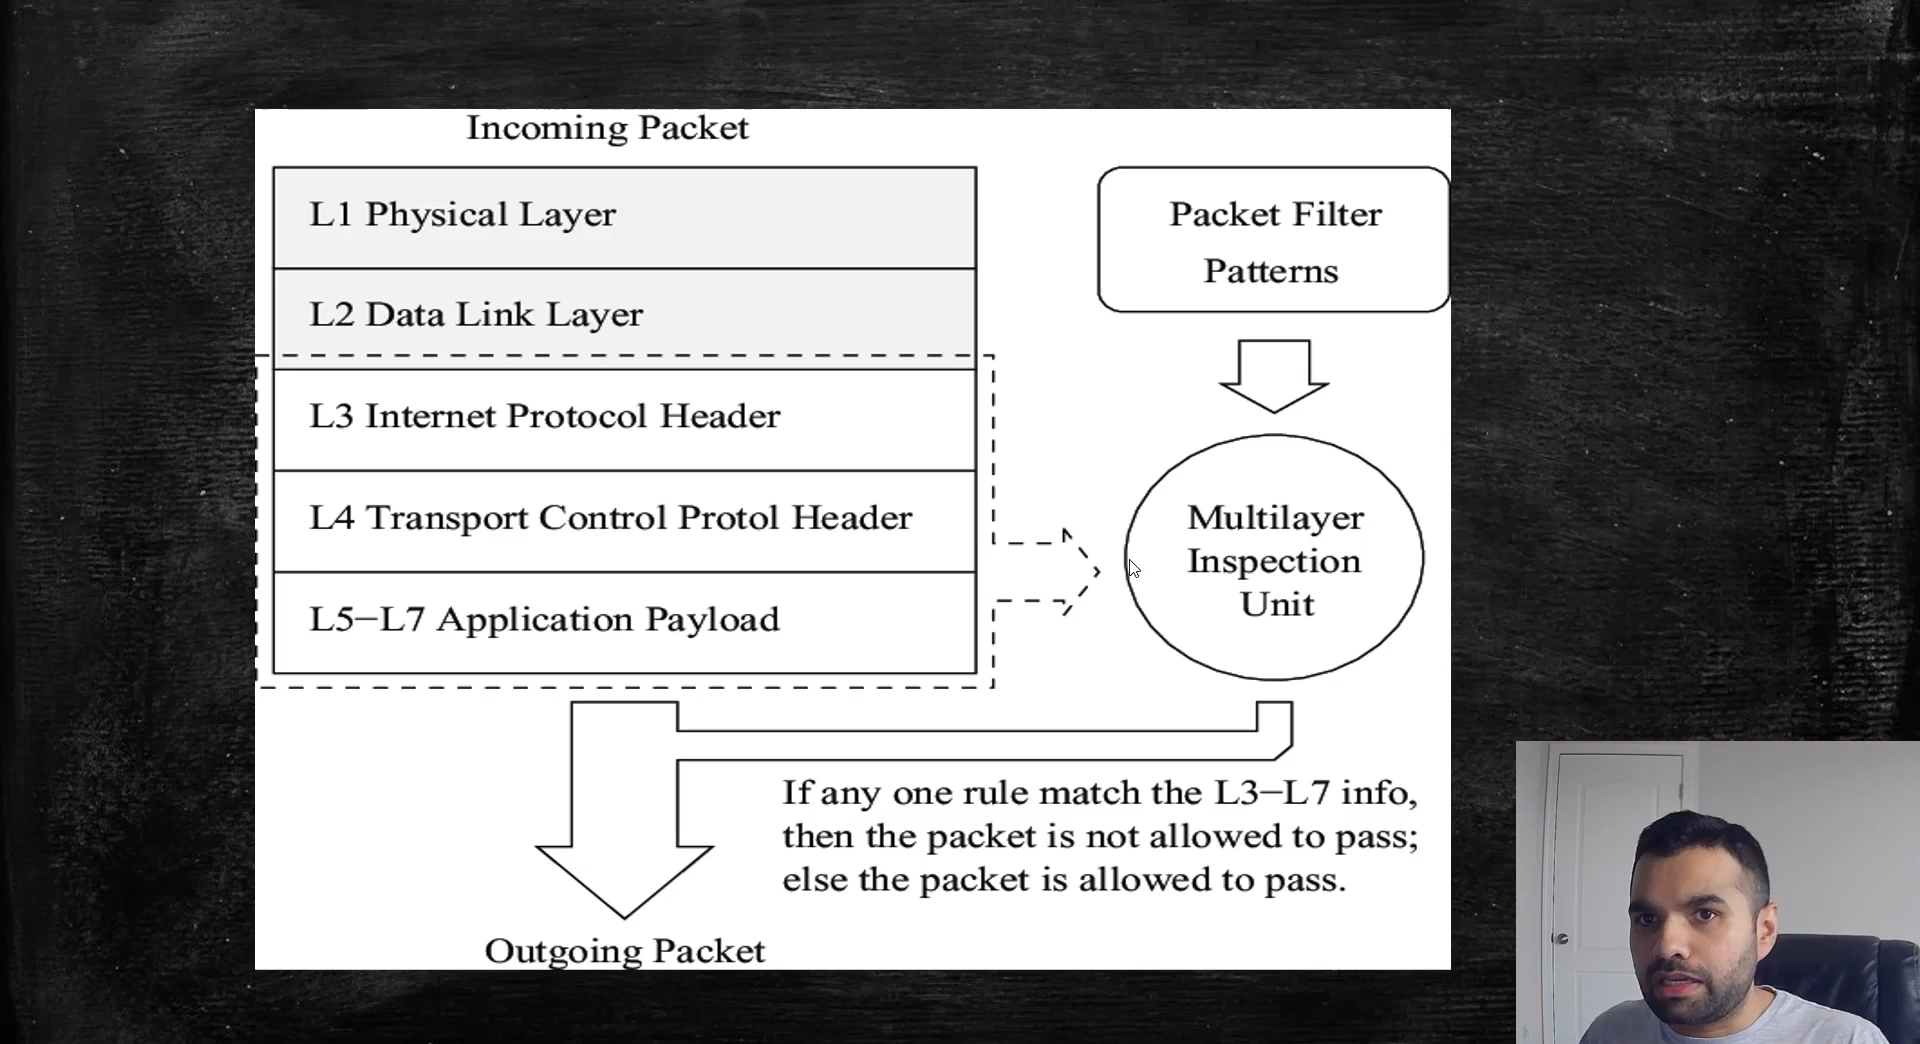 Incoming Packet
L1 Physical Layer
L2 Data Link Layer
L3 Internet Protocol Header
L4 Transport Control Protol Header
L5–L7 Application Payload
Packet Filter
Patterns
Multilayer
Inspection
Unit
If any one rule match the L3–L7 info,
then the packet is not allowed to pass;
else the packet is allowed to pass.
Outgoing Packet